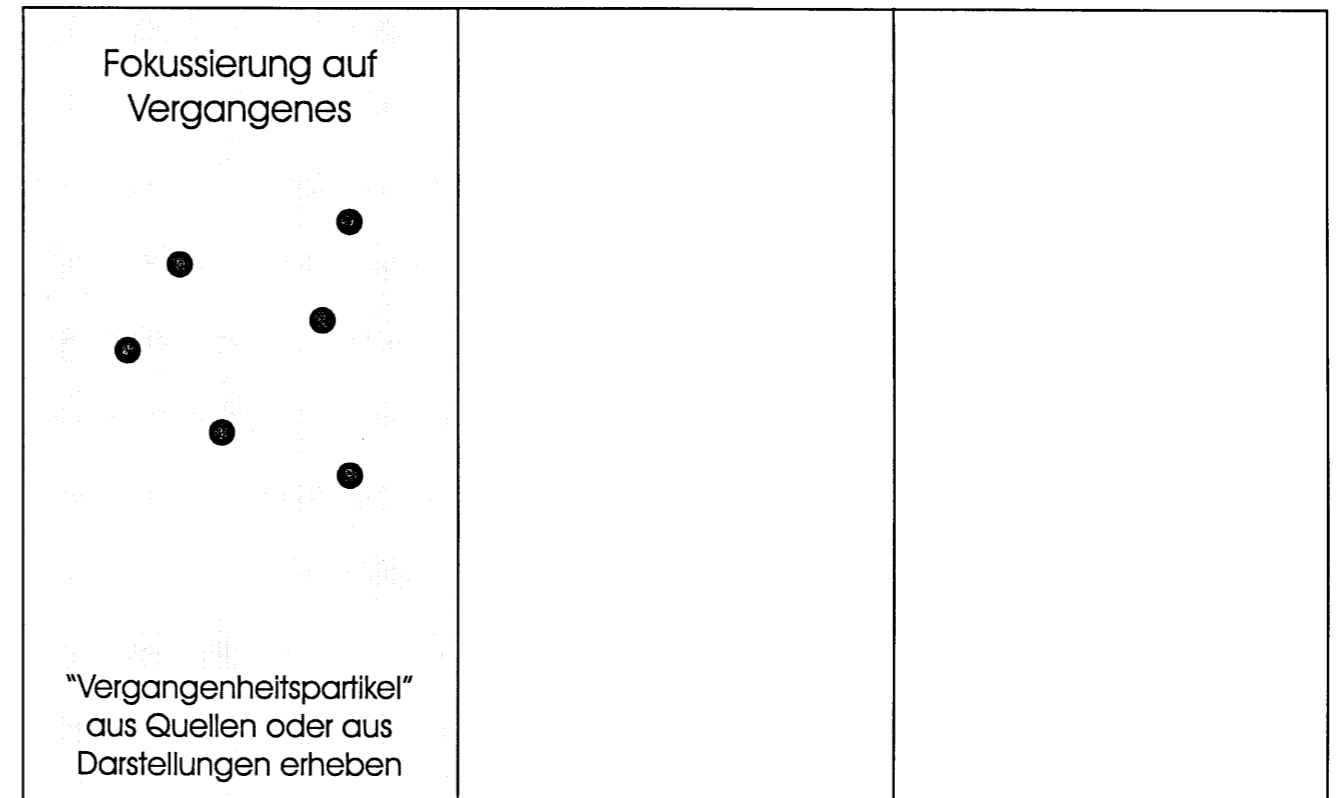 Fokussierung auf
Vergangenes
"Vergangenheitspartikel"
aus Quellen oder aus
Darstellungen erheben